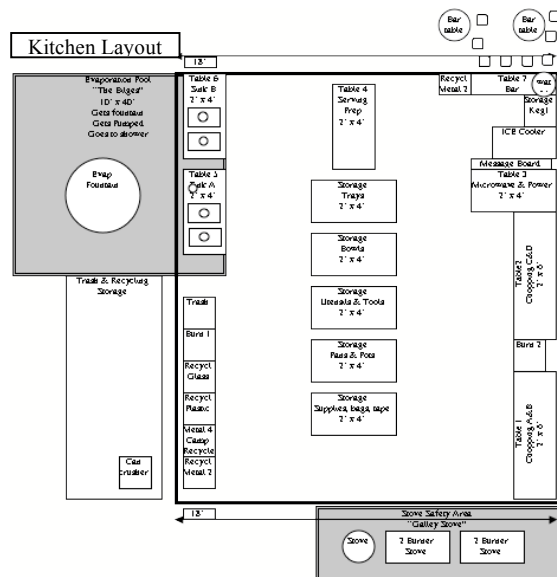 Kitchen Layout
Bar
table
Bar
table
18'
Evaporation Pool
"The Bilges"
10' x 40'
Gets fountain
Gets Pumped
Goes to shower
Evap
Fountain
Table 6
Sink B
2' x 4'
Table 5
Sink A
2' x 4'
Table 4
Serving
Prep
2' x 4'
Recycl
Metal 2
Table 7
Bar
Storage
Keg1
ICE Cooler
Message Board
Table 3
Microwave & Power
2' x 4'
Storage
Trays
2' x 4'
Storage
Bowls
2' x 4'
Storage
Utensils & Tools
2' x 4'
Storage
Pans & Pots
2' x 4'
Storage
Supplies, bags, tape
2' x 4'
Table2
Chopping C&D
2' x 6'
Burn 2
Table 1
Chopping A&B
2' x 6'
Trash & Recycling
Storage
Trash
Burn 1
Recycl
Glass
Recycl
Plastic
Metal 4
Camp
Recycle
Recycl
Metal 2
Can
crusher
18'
Stove Safety Area
"Galley Stove"
Stove
2 Burner
Stove
2 Burner
Stove